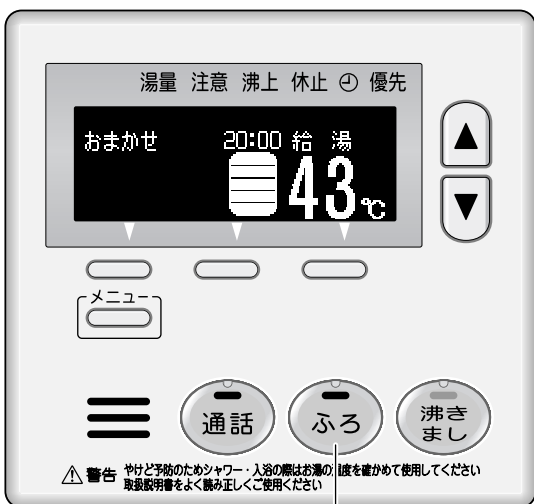 湯量 注意 沸上 休止 優先
おまかせ 20:00 給 湯
43℃
メニュー
通話
ふろ
沸き
まし
警告 やけど予防のためシャワー・入浴の際はお湯の温度を確かめて使用してください
取扱説明書をよく読み正しくご使用ください